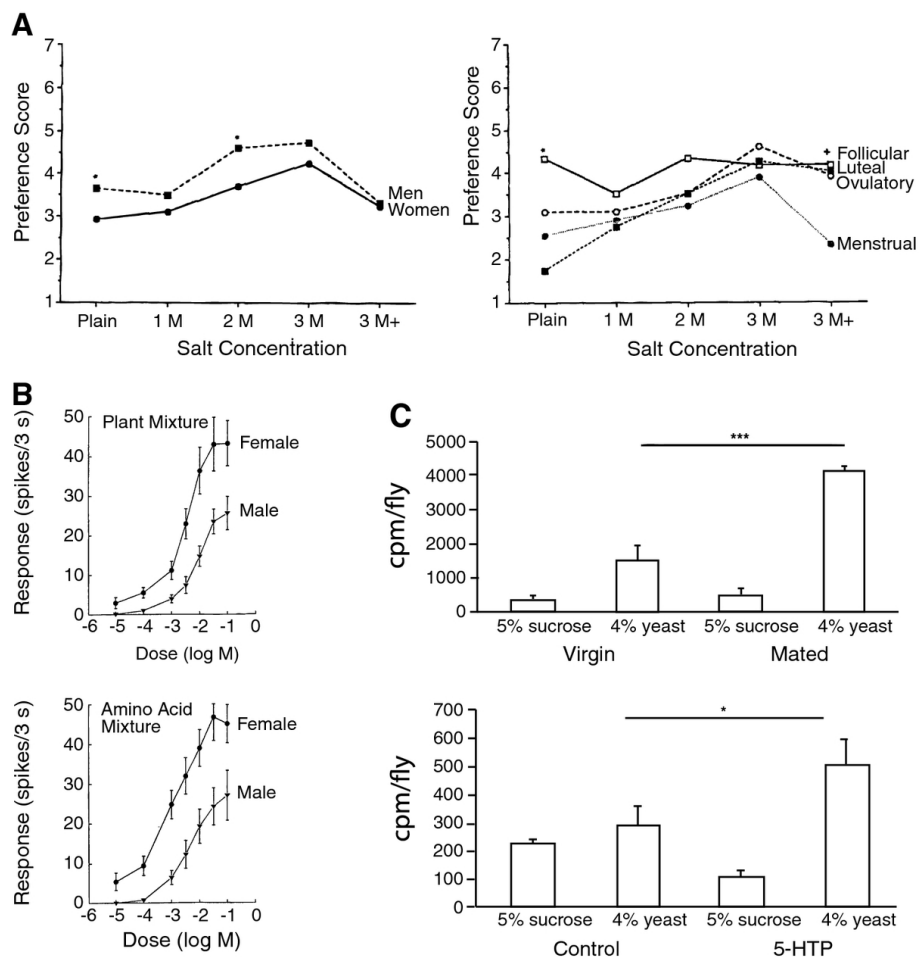 A
7
6
5
4
3
2
1
Preference Score
*
*
Men
Women
Plain 1 M 2 M 3 M 3 M+
Salt Concentration
7
6
5
4
3
2
1
Preference Score
*
+ Follicular
Luteal
Ovulatory
Menstrual
Plain 1 M 2 M 3 M 3 M+
Salt Concentration
B
50
40
30
20
10
0
Response (spikes/3 s)
Plant Mixture
Female
Male
-6 -5 -4 -3 -2 -1 0
Dose (log M)
50
40
30
20
10
0
Response (spikes/3 s)
Amino Acid
Mixture
Female
Male
-6 -5 -4 -3 -2 -1 0
Dose (log M)
C
5000
4000
3000
2000
1000
0
cpm/fly
***
5% sucrose 4% yeast 5% sucrose 4% yeast
Virgin Mated
700
600
500
400
300
200
100
0
cpm/fly
*
5% sucrose 4% yeast 5% sucrose 4% yeast
Control 5-HTP